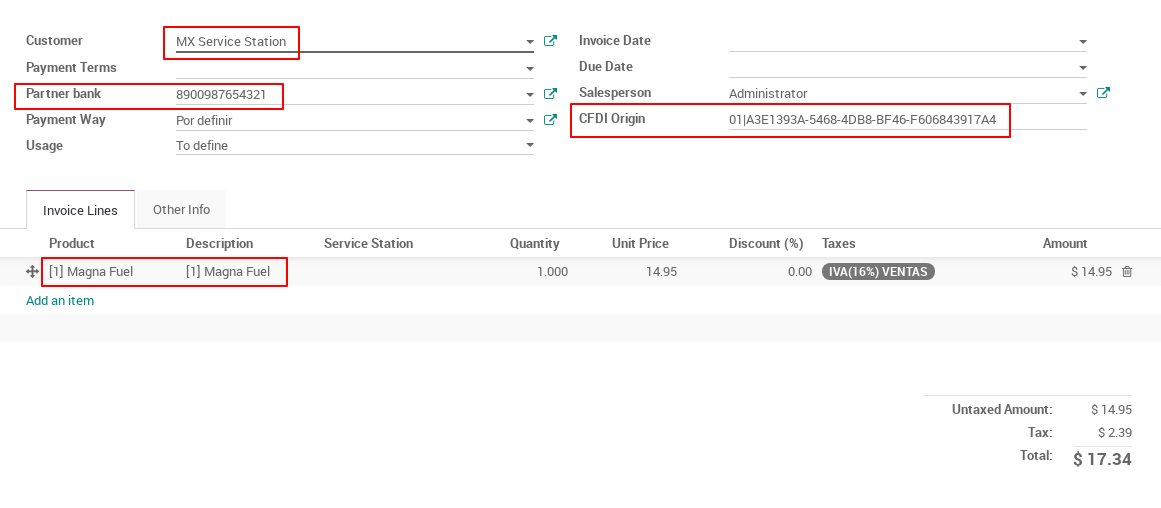 Customer MX Service Station
Payment Terms
Partner bank 8900987654321
Payment Way Por definir
Usage To define
Invoice Date
Due Date
Salesperson Administrator
CFDI Origin 01|A3E1393A-5468-4DB8-BF46-F606843917A4
Invoice Lines Other Info
Product Description Service Station Quantity Unit Price Discount (%) Taxes Amount
[1] Magna Fuel [1] Magna Fuel 1.000 14.95 0.00 IVA(16%) VENTAS $ 14.95
Add an item
Untaxed Amount: $ 14.95
Tax: $ 2.39
Total: $ 17.34